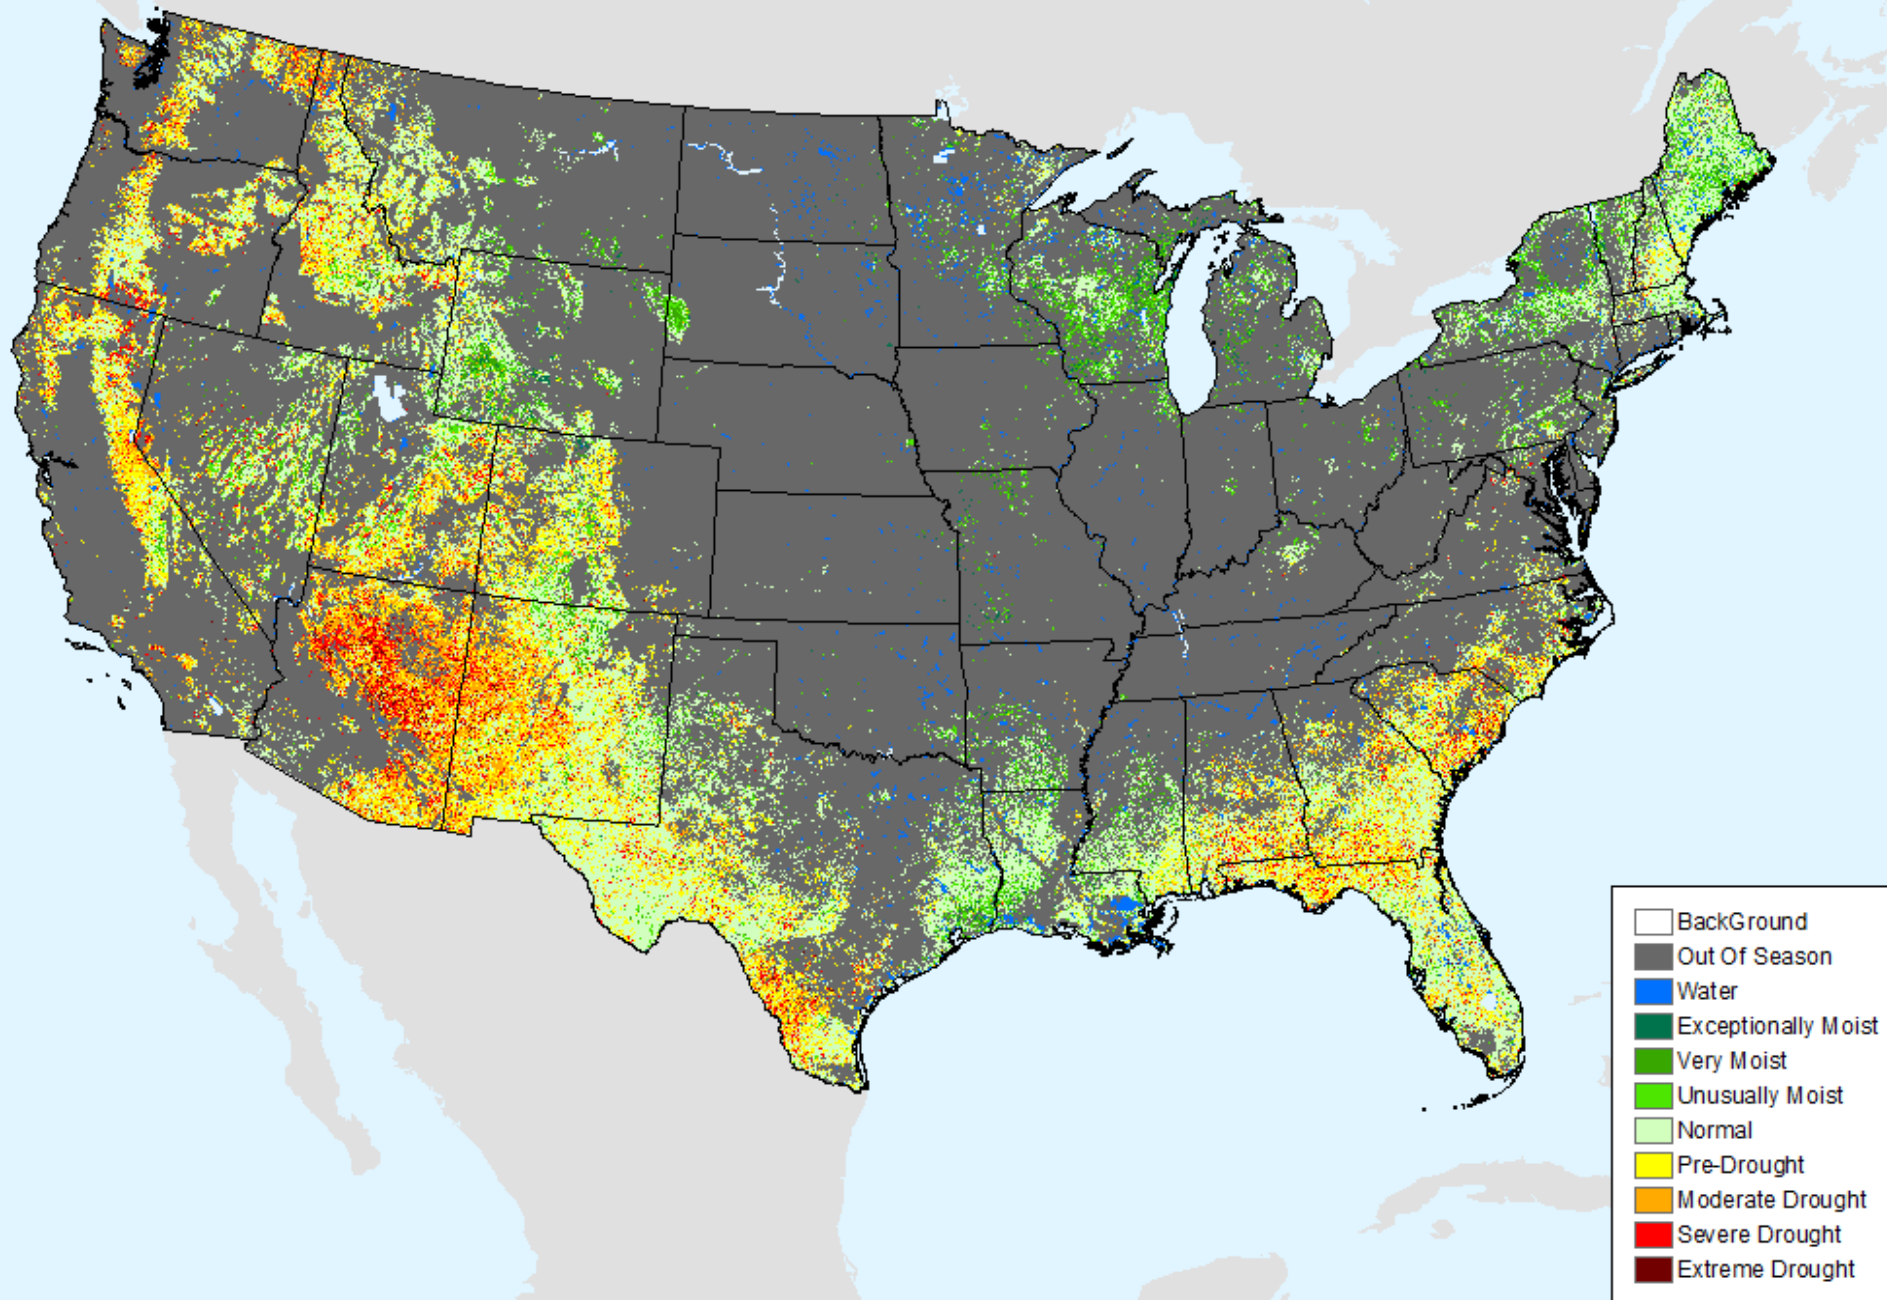 BackGround
Out Of Season
Water
Exceptionally Moist
Very Moist
Unusually Moist
Normal
Pre-Drought
Moderate Drought
Severe Drought
Extreme Drought